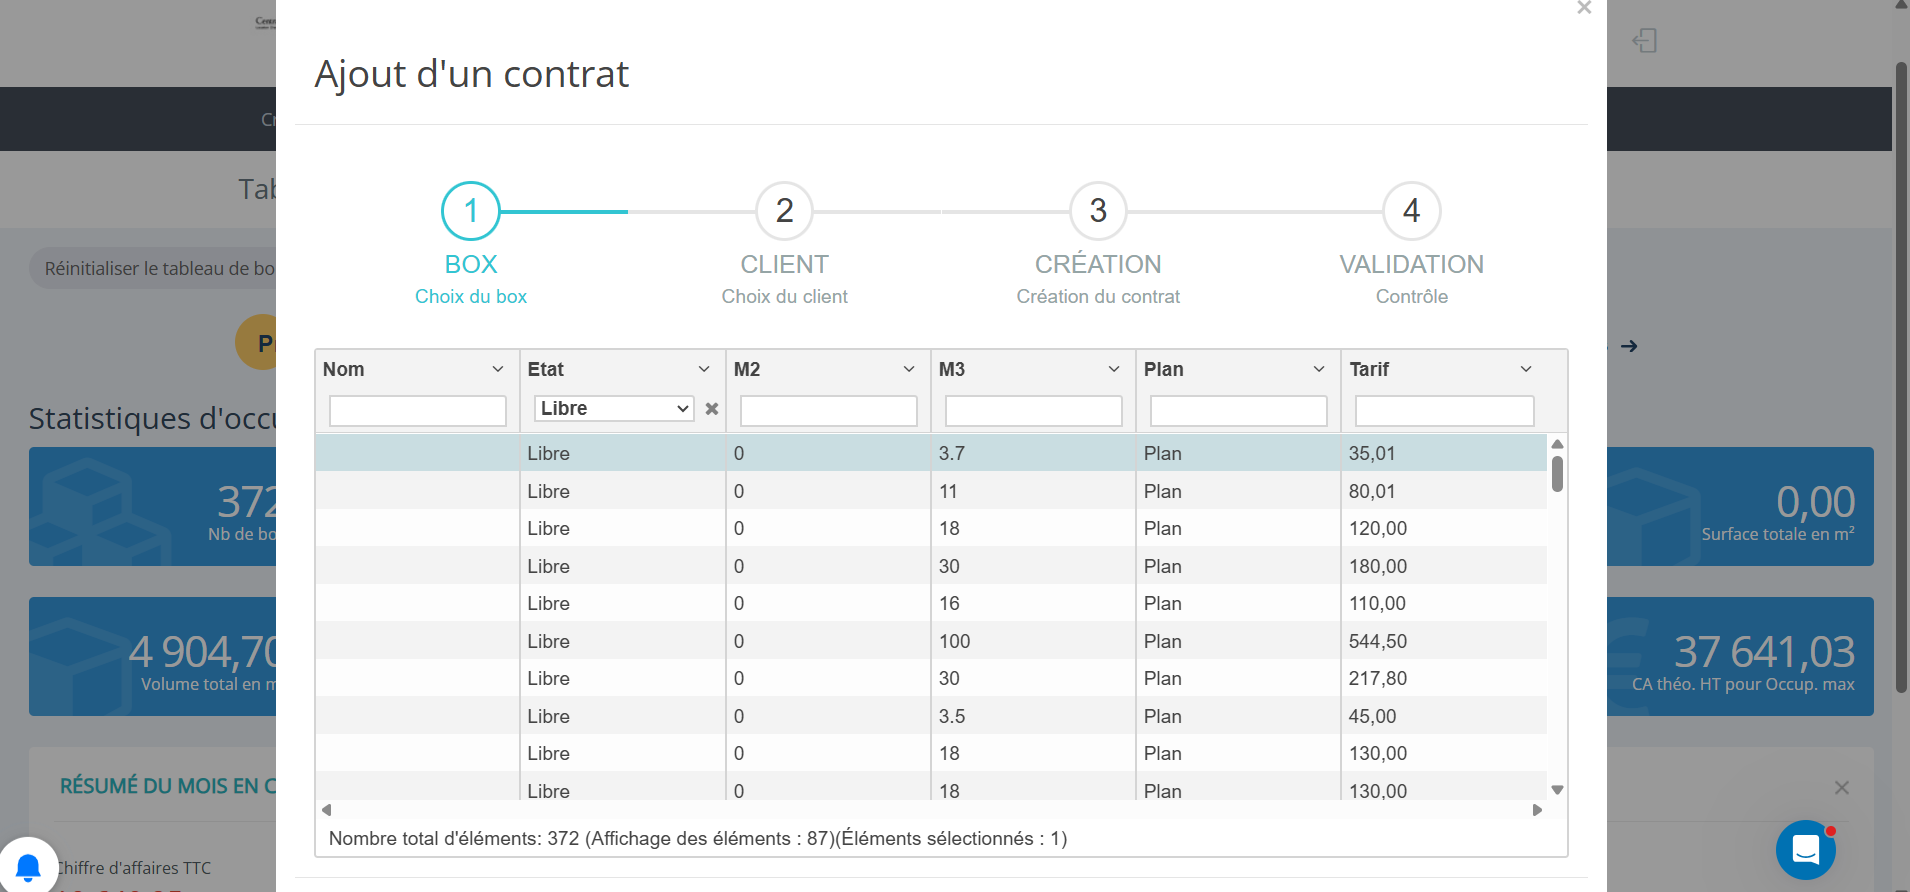 Ajout d'un contrat
1 2 3 4
BOX CLIENT CRÉATION VALIDATION
Choix du box Choix du client Création du contrat Contrôle
Réinitialiser le tableau de bo
Statistiques d'occu
372
Nb de bo
0,00
Surface totale en m²
4 904,70
Volume total en m
37 641,03
CA théo. HT pour Occup. max
RÉSUMÉ DU MOIS EN C
Chiffre d'affaires TTC
Nom Etat M2 M3 Plan Tarif
Libre
Libre 0 3.7 Plan 35,01
Libre 0 11 Plan 80,01
Libre 0 18 Plan 120,00
Libre 0 30 Plan 180,00
Libre 0 16 Plan 110,00
Libre 0 100 Plan 544,50
Libre 0 30 Plan 217,80
Libre 0 3.5 Plan 45,00
Libre 0 18 Plan 130,00
Libre 0 18 Plan 130,00
Nombre total d'éléments: 372 (Affichage des éléments : 87)(Éléments sélectionnés : 1)